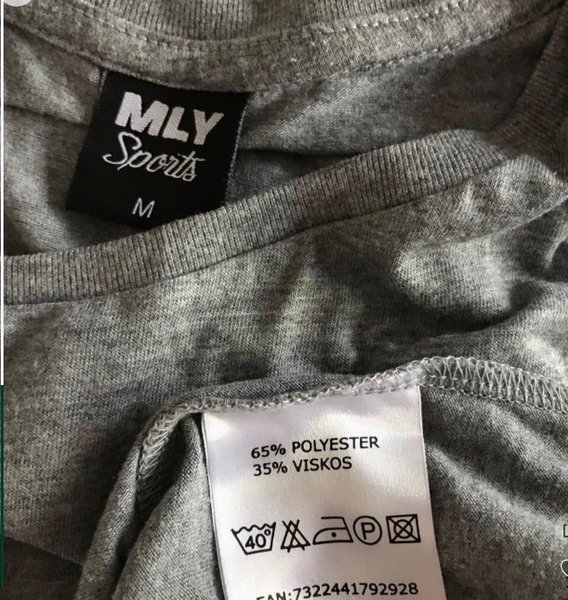 MLY
Sports
M
65% POLYESTER
35% VISKOS
40° P
EAN:7322441792928